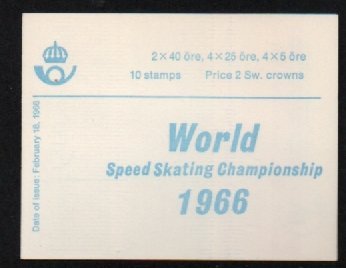 2×40 öre, 4×25 öre, 4×5 öre
10 stamps Price 2 Sw. crowns
World
Speed Skating Championship
1966
Date of issue: February 18, 1966